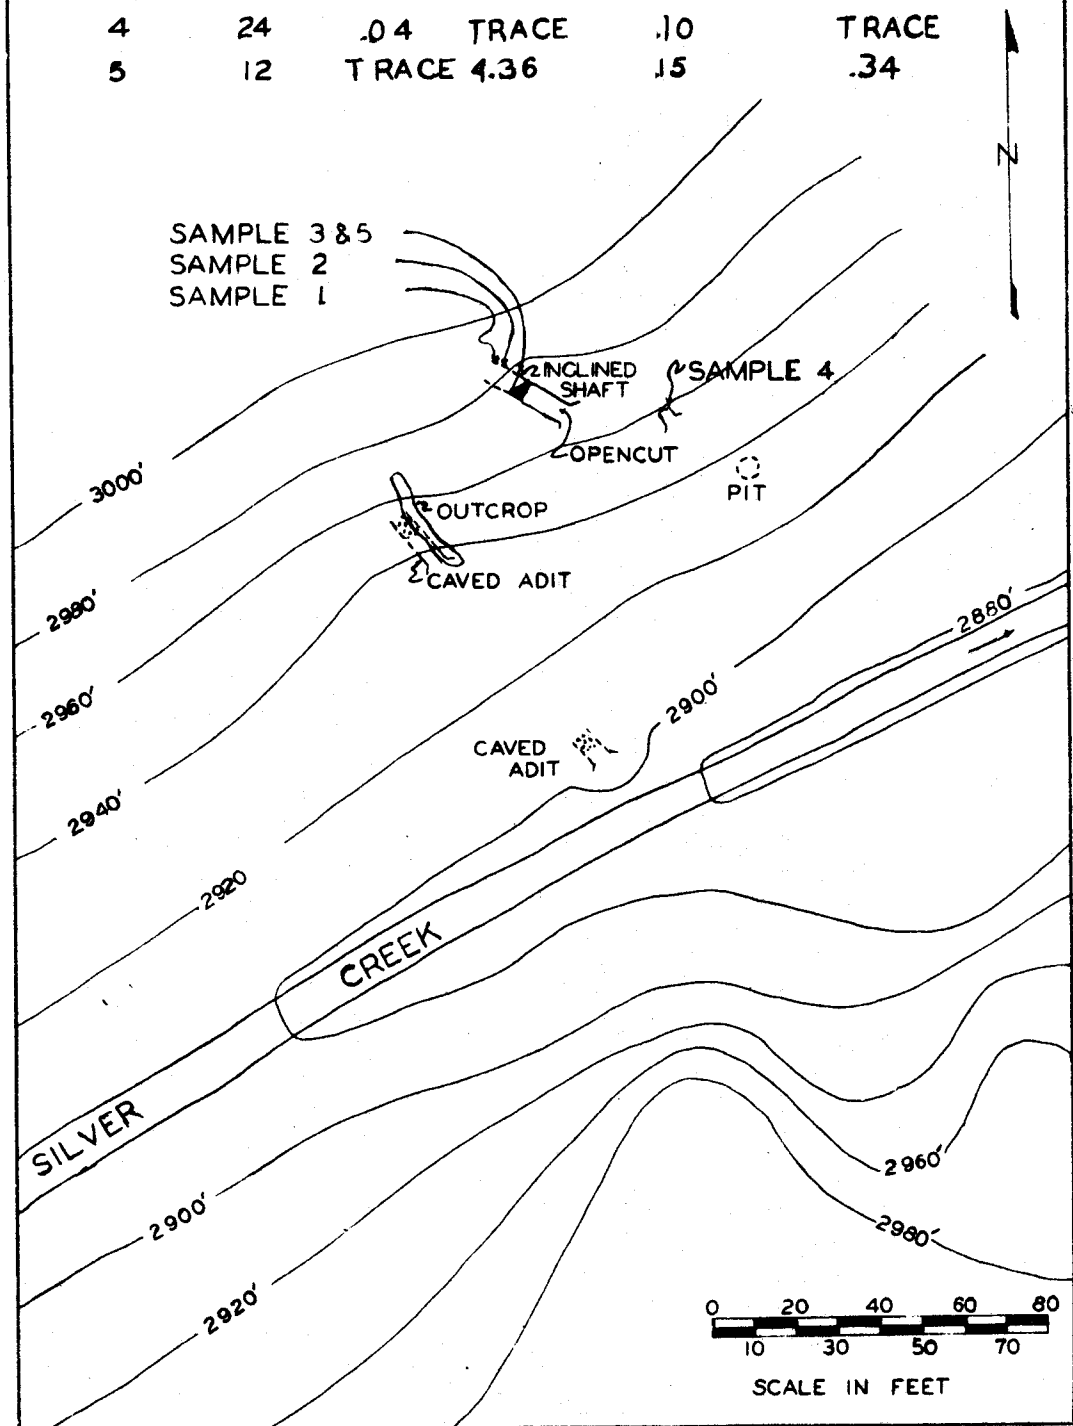 4 24 .04 TRACE .10 TRACE
5 12 TRACE 4.36 .15 .34
N
SAMPLE 3 & 5
SAMPLE 2
SAMPLE 1
INCLINED
SHAFT
SAMPLE 4
OPENCUT
PIT
3000'
OUTCROP
CAVED ADIT
2980'
2880'
2960'
2900'
CAVED
ADIT
2940'
2920
CREEK
SILVER
2960'
2900'
2980'
2920'
0 20 40 60 80
10 30 50 70
SCALE IN FEET